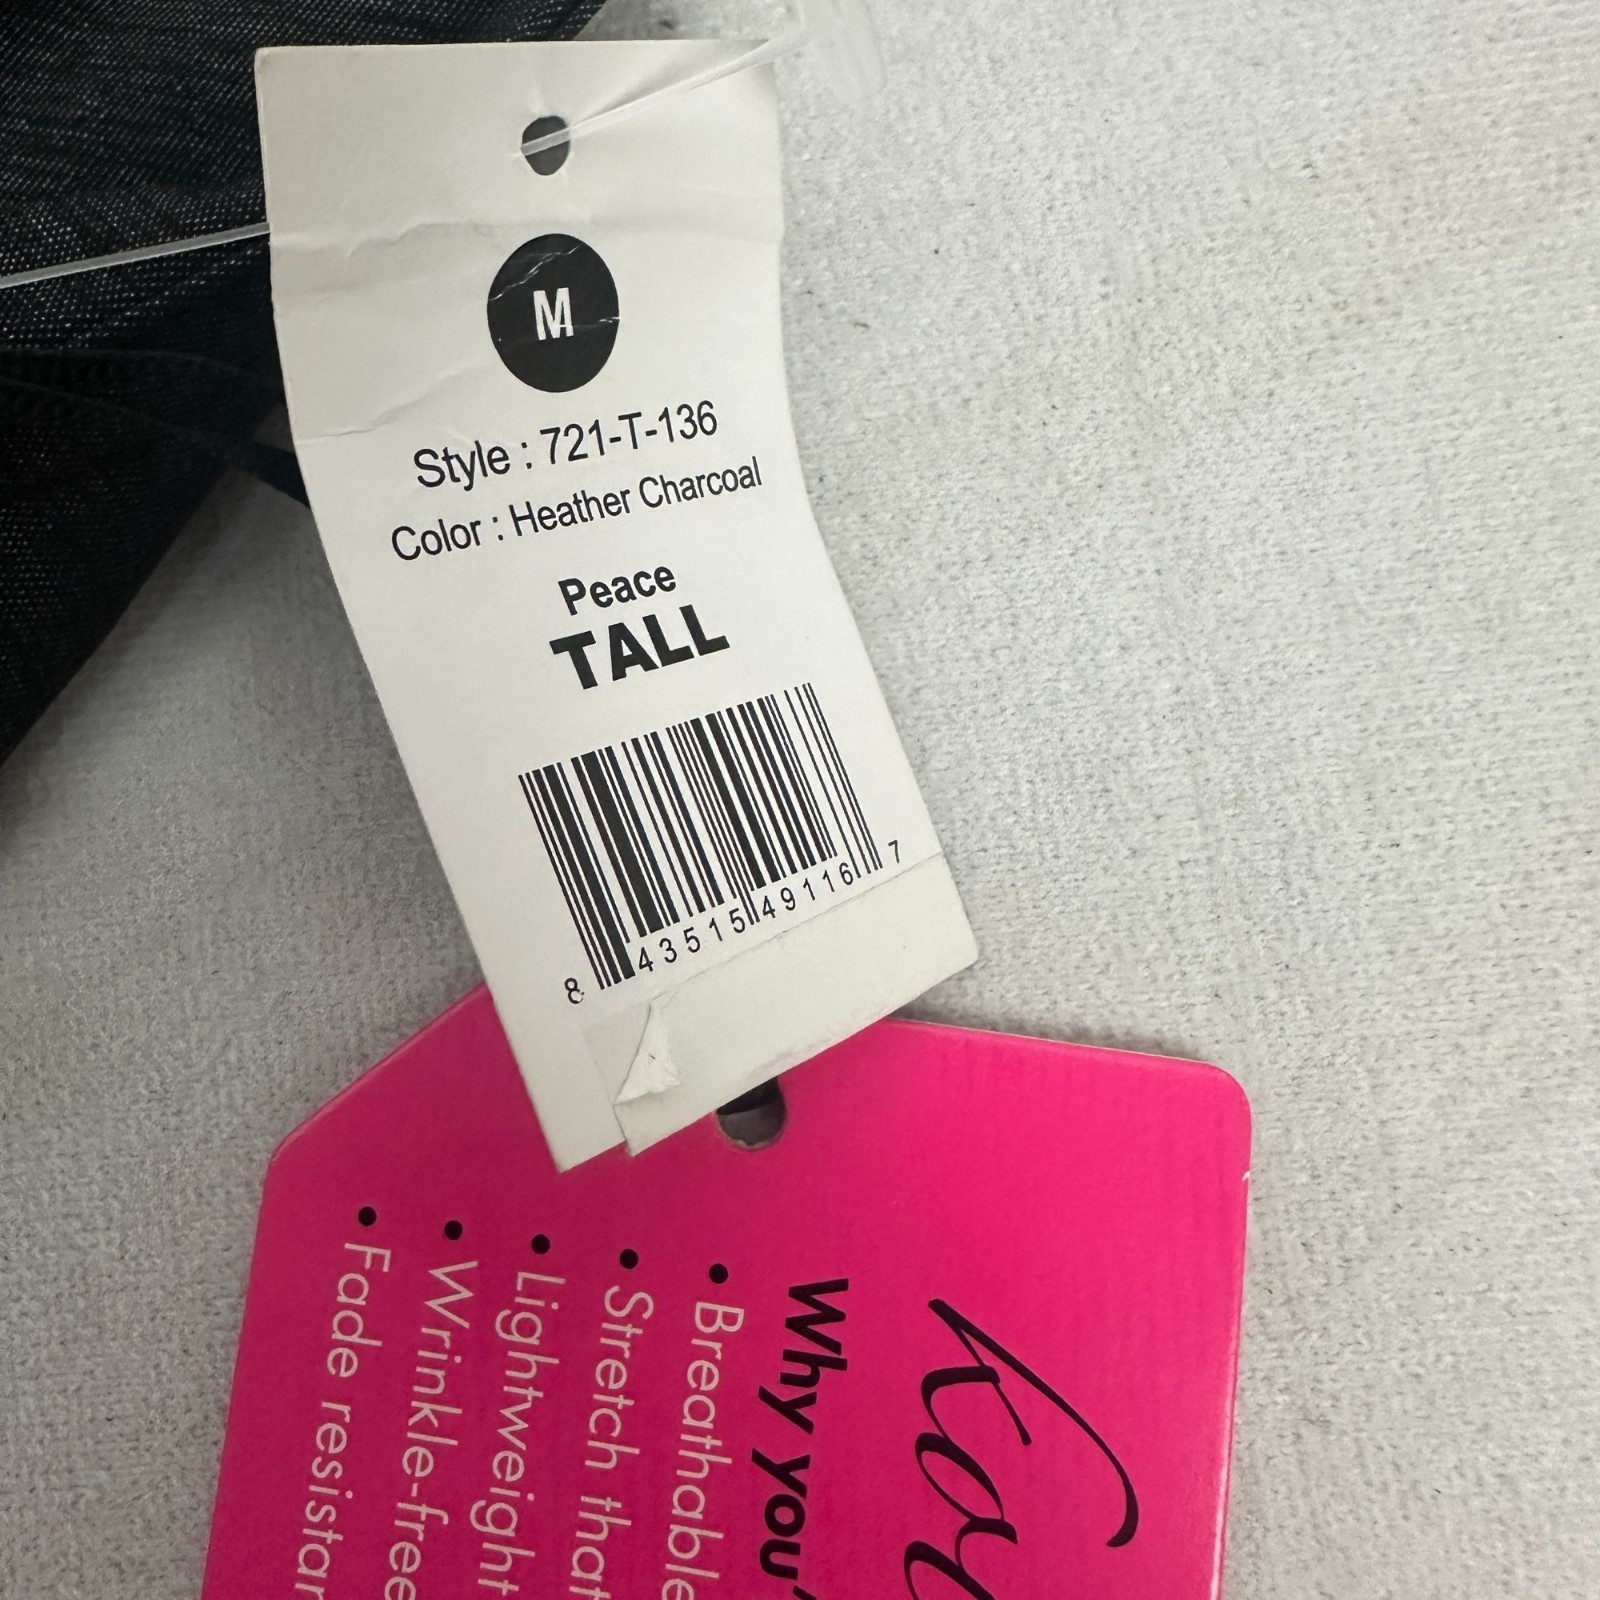 M
Style : 721-T-136
Color : Heather Charcoal
Peace
TALL
8 43515 49116 7
Why you'
• Breathable
• Stretch that
• Lightweight
• Wrinkle-free
• Fade resistan